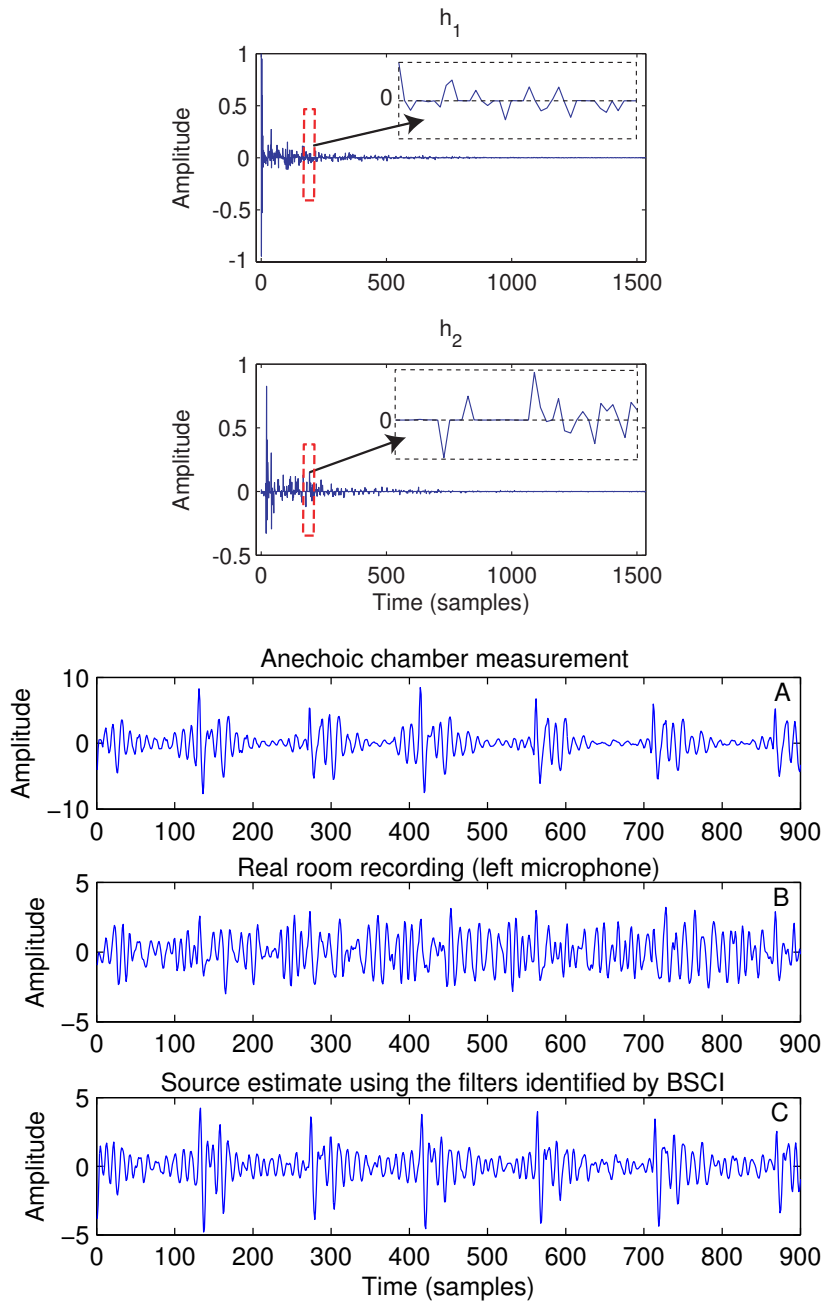 h1
1
0.5
0
-0.5
-1
Amplitude
0
0 500 1000 1500
h2
1
0.5
0
-0.5
Amplitude
0
0 500 1000 1500
Time (samples)
Anechoic chamber measurement
A
10
0
−10
Amplitude
0 100 200 300 400 500 600 700 800 900
Real room recording (left microphone)
B
5
0
−5
Amplitude
0 100 200 300 400 500 600 700 800 900
Source estimate using the filters identified by BSCI
C
5
0
−5
Amplitude
0 100 200 300 400 500 600 700 800 900
Time (samples)